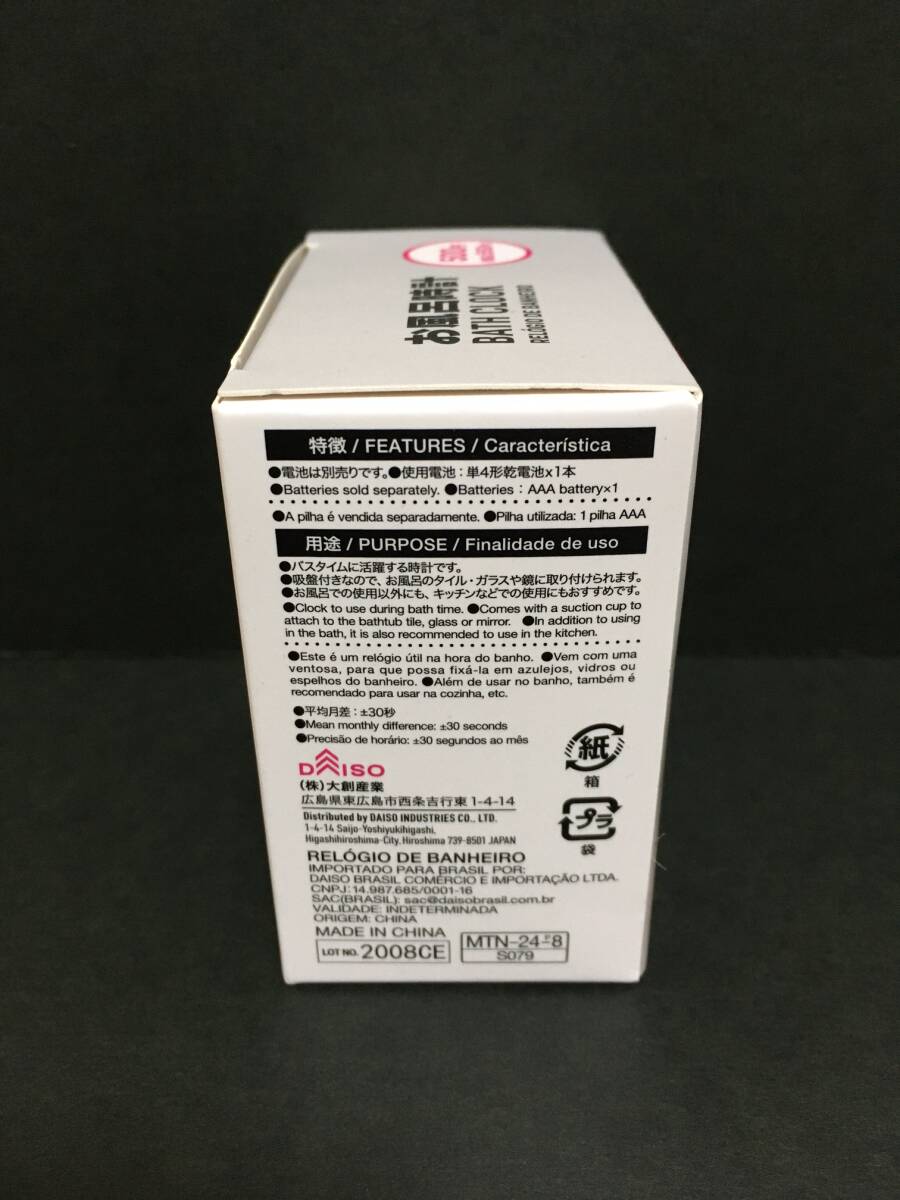 お風呂時計
BATH CLOCK
RELÓGIO DE BANHEIRO
特徴 / FEATURES / Característica
●電池は別売りです。●使用電池：単4形乾電池x1本
●Batteries sold separately. ●Batteries：AAA battery×1
●A pilha é vendida separadamente. ●Pilha utilizada: 1 pilha AAA
用途 / PURPOSE / Finalidade de uso
●バスタイムに活躍する時計です。
●吸盤付きなので、お風呂のタイル・ガラスや鏡に取り付けられます。
●お風呂での使用以外にも、キッチンなどでの使用にもおすすめです。
●Clock to use during bath time. ●Comes with a suction cup to
attach to the bathtub tile, glass or mirror. ●In addition to using
in the bath, it is also recommended to use in the kitchen.
●Este é um relógio útil na hora do banho. ●Vem com uma
ventosa, para que possa fixá-la em azulejos, vidros ou
espelhos do banheiro. ●Além de usar no banho, também é
recomendado para usar na cozinha, etc.
●平均月差：±30秒
●Mean monthly difference: ±30 seconds
●Precisão de horário: ±30 segundos ao mês
DAISO
(株)大創産業
広島県東広島市西条吉行東1-4-14
Distributed by DAISO INDUSTRIES CO., LTD.
1-4-14 Saijo-Yoshiyukihigashi,
Higashihiroshima-City, Hiroshima 739-8501 JAPAN
紙
箱
プラ
袋
RELÓGIO DE BANHEIRO
IMPORTADO PARA BRASIL POR:
DAISO BRASIL COMÉRCIO E IMPORTAÇÃO LTDA.
CNPJ:14.987.685/0001-16
SAC(BRASIL): sac@daisobrasil.com.br
VALIDADE: INDETERMINADA
ORIGEM: CHINA
MADE IN CHINA
LOT NO. 2008CE
MTN-24 P8
S079